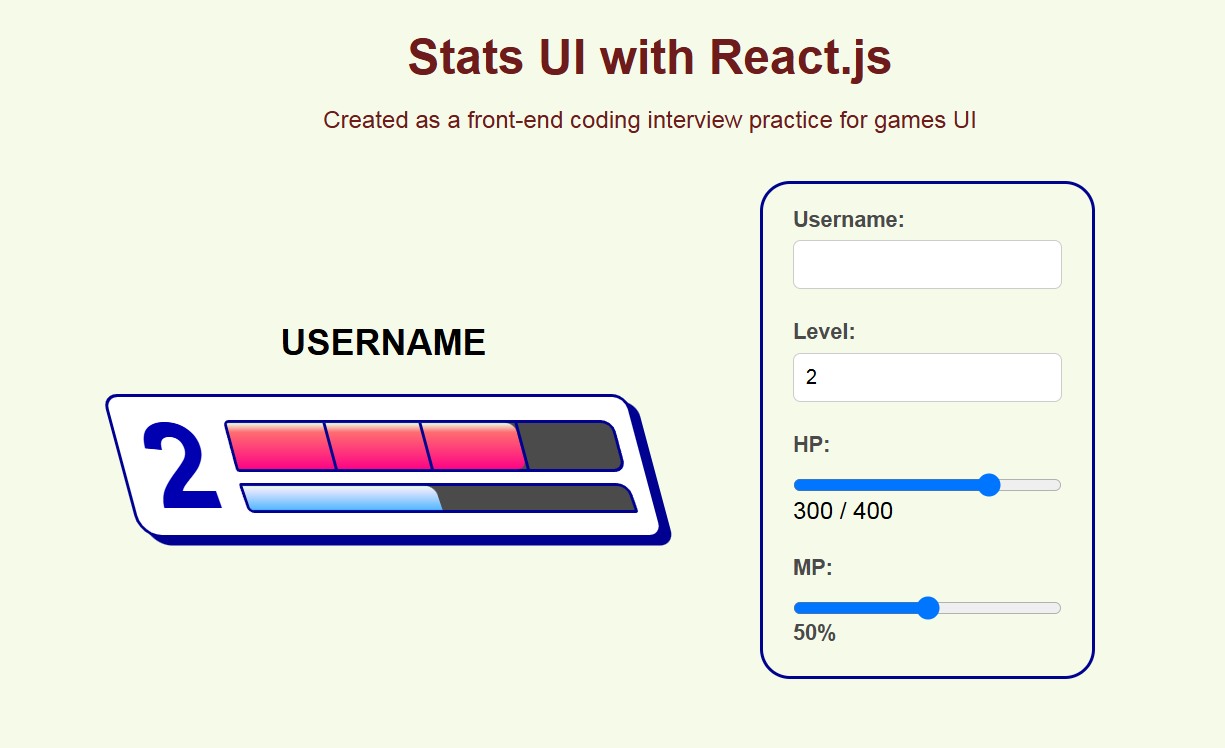 Stats UI with React.js
Created as a front-end coding interview practice for games UI
USERNAME
2
Username:
Level:
2
HP:
300 / 400
MP:
50%